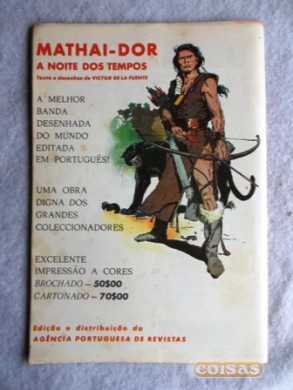 MATHAI-DOR
A NOITE DOS TEMPOS
Texto e desenhos de VICTOR DE LA FUENTE
A MELHOR
BANDA
DESENHADA
DO MUNDO
EDITADA
EM PORTUGUÊS!
UMA OBRA
DIGNA DOS
GRANDES
COLECCIONADORES
EXCELENTE
IMPRESSÃO A CORES
BROCHADO – 50$00
CARTONADO – 70$00
Edição e distribuição da
AGÊNCIA PORTUGUESA DE REVISTAS
coisas